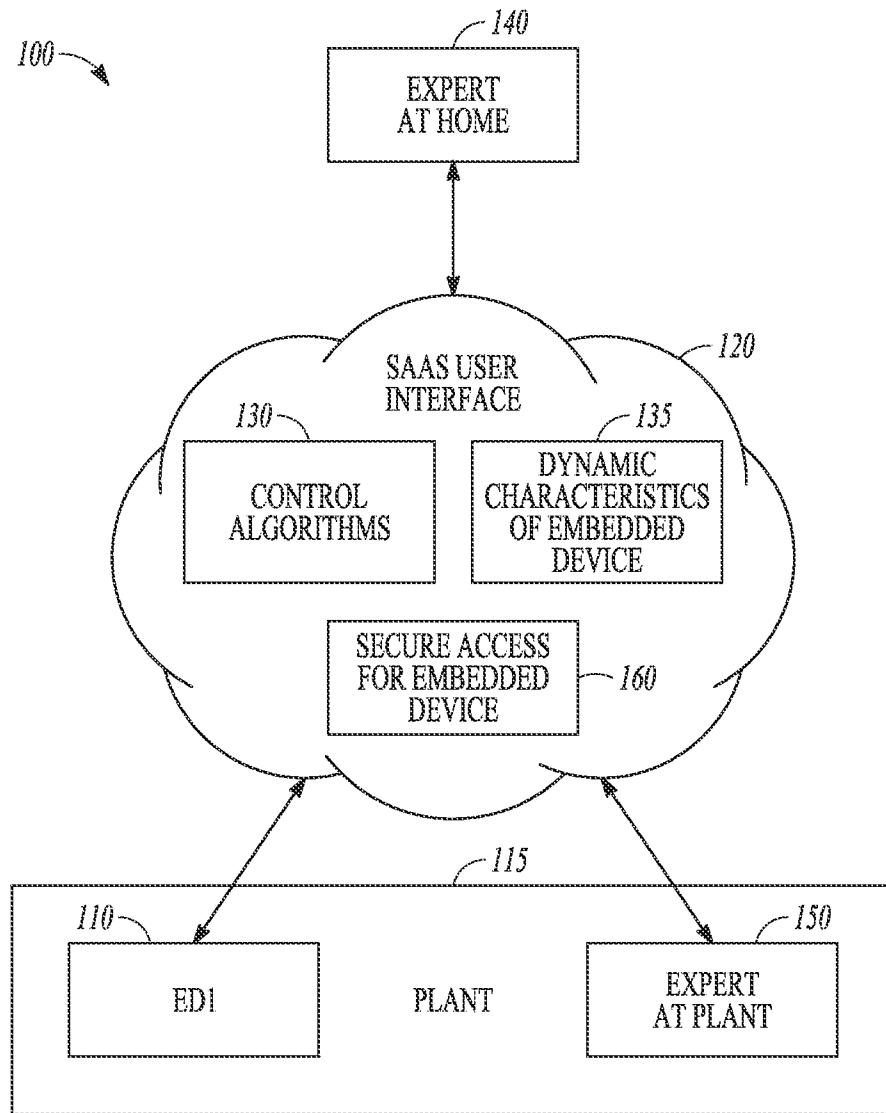 100
140
EXPERT
AT HOME
120
SAAS USER
INTERFACE
130
CONTROL
ALGORITHMS
135
DYNAMIC
CHARACTERISTICS
OF EMBEDDED
DEVICE
SECURE ACCESS
FOR EMBEDDED
DEVICE
160
115
110
ED1
PLANT
150
EXPERT
AT PLANT